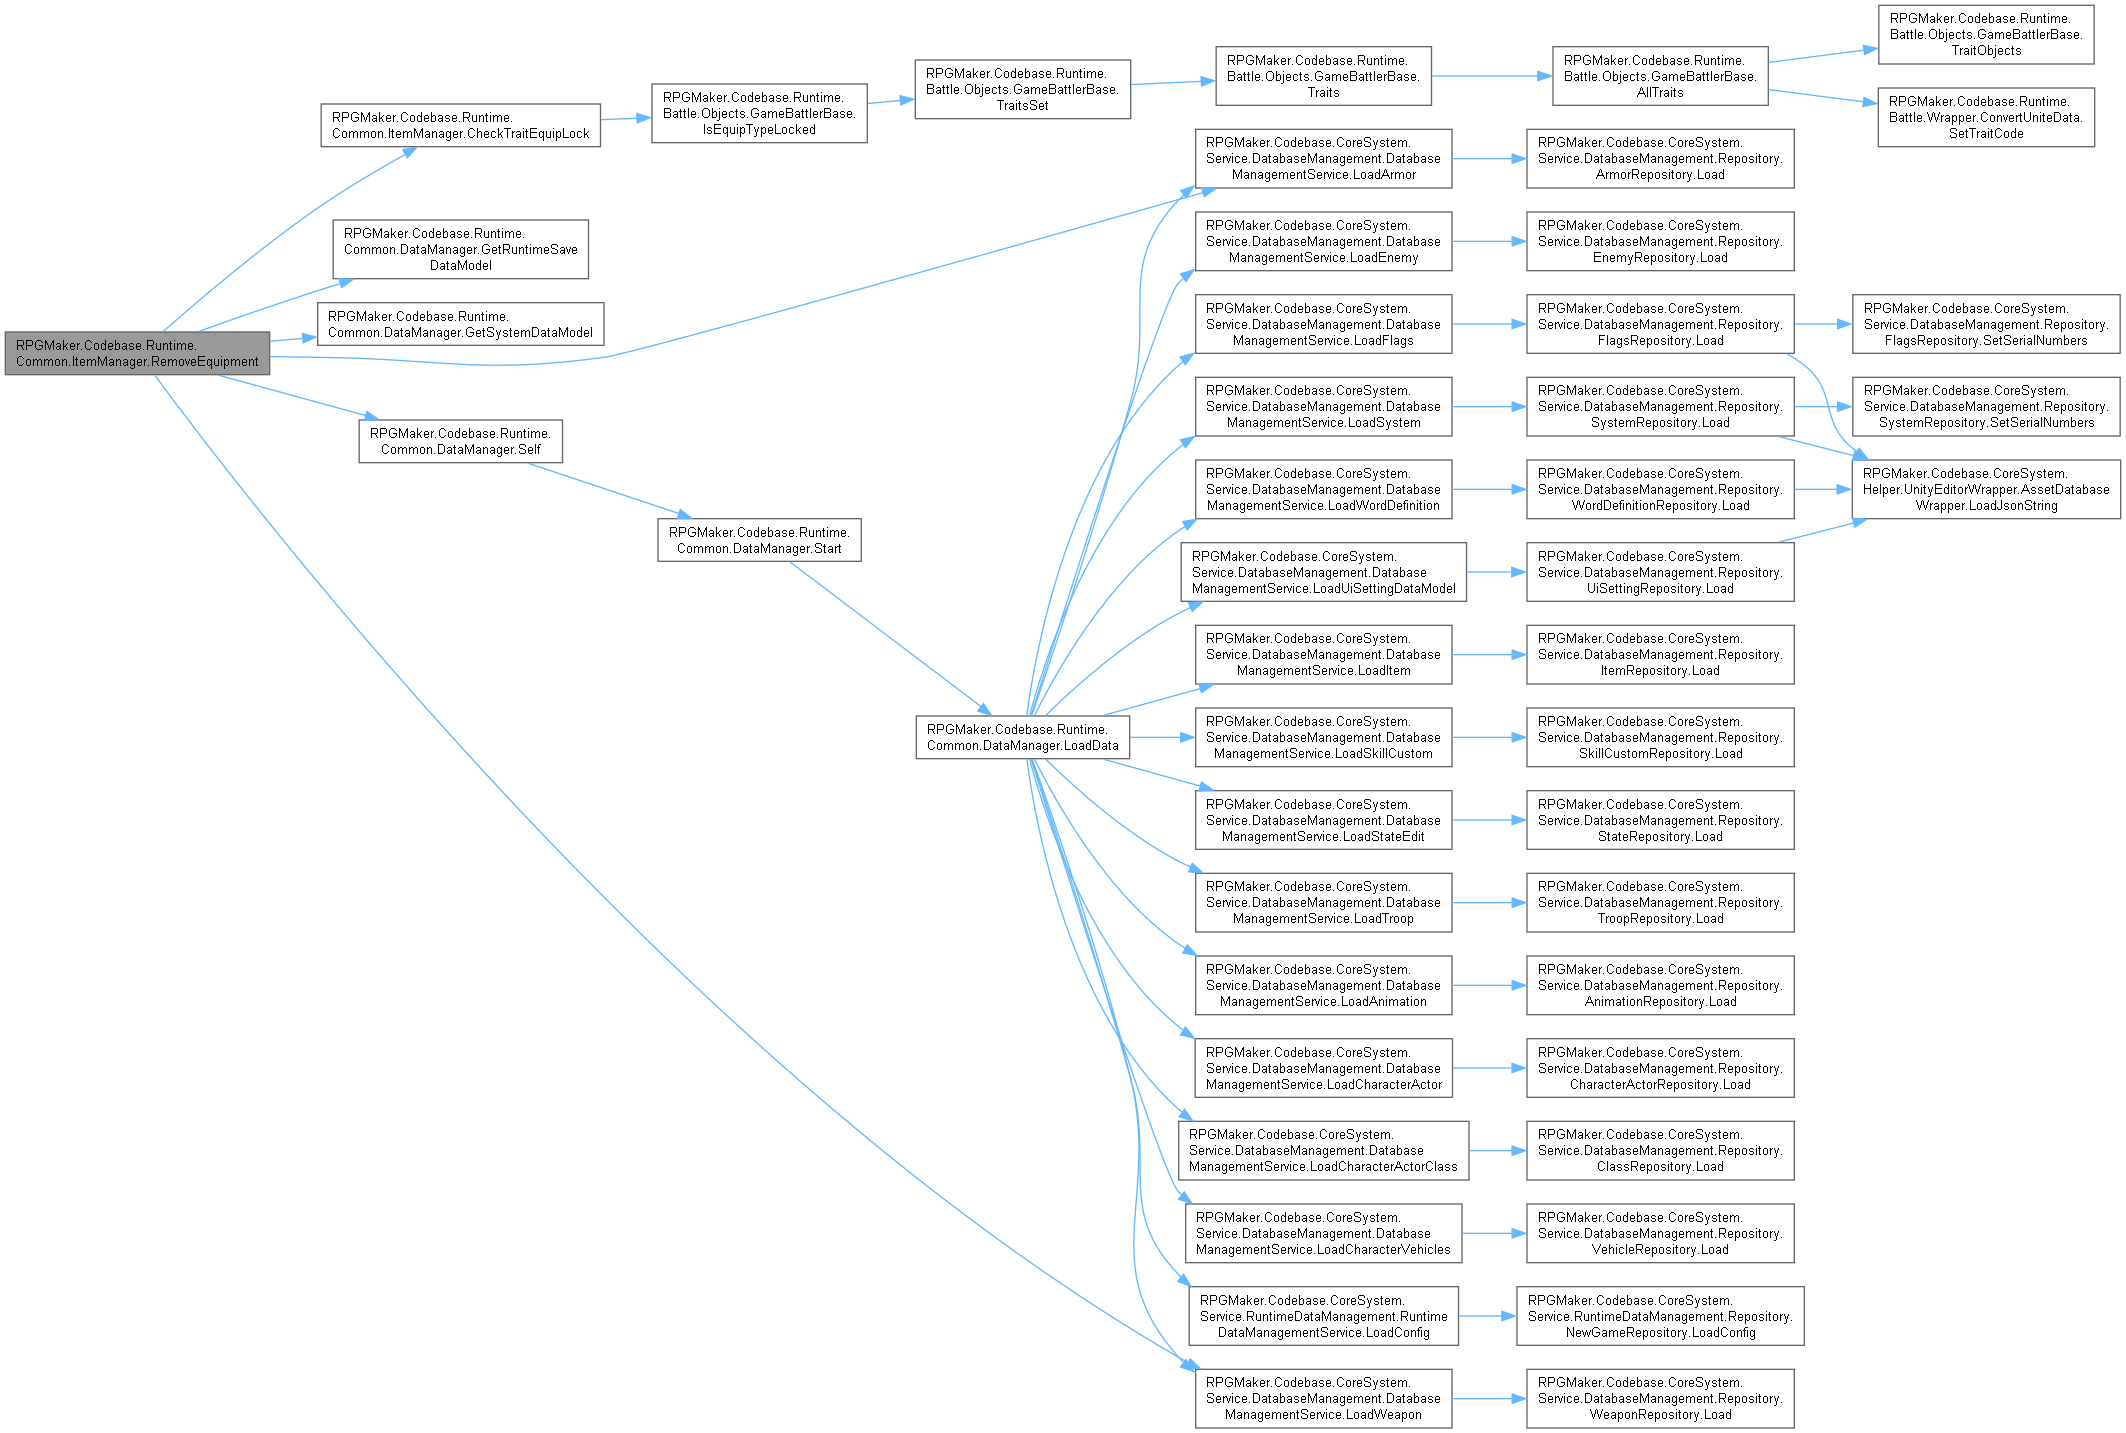 RPGMaker.Codebase.Runtime.
Common.ItemManager.RemoveEquipment
RPGMaker.Codebase.Runtime.
Common.ItemManager.CheckTraitEquipLock
RPGMaker.Codebase.Runtime.
Battle.Objects.GameBattlerBase.
IsEquipTypeLocked
RPGMaker.Codebase.Runtime.
Battle.Objects.GameBattlerBase.
TraitsSet
RPGMaker.Codebase.Runtime.
Battle.Objects.GameBattlerBase.
Traits
RPGMaker.Codebase.Runtime.
Battle.Objects.GameBattlerBase.
AllTraits
RPGMaker.Codebase.Runtime.
Battle.Objects.GameBattlerBase.
TraitObjects
RPGMaker.Codebase.Runtime.
Battle.Wrapper.ConvertUniteData.
SetTraitCode
RPGMaker.Codebase.Runtime.
Common.DataManager.GetRuntimeSave
DataModel
RPGMaker.Codebase.Runtime.
Common.DataManager.GetSystemDataModel
RPGMaker.Codebase.Runtime.
Common.DataManager.Self
RPGMaker.Codebase.Runtime.
Common.DataManager.Start
RPGMaker.Codebase.Runtime.
Common.DataManager.LoadData
RPGMaker.Codebase.CoreSystem.
Service.DatabaseManagement.Database
ManagementService.LoadArmor
RPGMaker.Codebase.CoreSystem.
Service.DatabaseManagement.Repository.
ArmorRepository.Load
RPGMaker.Codebase.CoreSystem.
Service.DatabaseManagement.Database
ManagementService.LoadEnemy
RPGMaker.Codebase.CoreSystem.
Service.DatabaseManagement.Repository.
EnemyRepository.Load
RPGMaker.Codebase.CoreSystem.
Service.DatabaseManagement.Database
ManagementService.LoadFlags
RPGMaker.Codebase.CoreSystem.
Service.DatabaseManagement.Repository.
FlagsRepository.Load
RPGMaker.Codebase.CoreSystem.
Service.DatabaseManagement.Repository.
FlagsRepository.SetSerialNumbers
RPGMaker.Codebase.CoreSystem.
Service.DatabaseManagement.Database
ManagementService.LoadSystem
RPGMaker.Codebase.CoreSystem.
Service.DatabaseManagement.Repository.
SystemRepository.Load
RPGMaker.Codebase.CoreSystem.
Service.DatabaseManagement.Repository.
SystemRepository.SetSerialNumbers
RPGMaker.Codebase.CoreSystem.
Service.DatabaseManagement.Database
ManagementService.LoadWordDefinition
RPGMaker.Codebase.CoreSystem.
Service.DatabaseManagement.Repository.
WordDefinitionRepository.Load
RPGMaker.Codebase.CoreSystem.
Helper.UnityEditorWrapper.AssetDatabase
Wrapper.LoadJsonString
RPGMaker.Codebase.CoreSystem.
Service.DatabaseManagement.Database
ManagementService.LoadUiSettingDataModel
RPGMaker.Codebase.CoreSystem.
Service.DatabaseManagement.Repository.
UiSettingRepository.Load
RPGMaker.Codebase.CoreSystem.
Service.DatabaseManagement.Database
ManagementService.LoadItem
RPGMaker.Codebase.CoreSystem.
Service.DatabaseManagement.Repository.
ItemRepository.Load
RPGMaker.Codebase.CoreSystem.
Service.DatabaseManagement.Database
ManagementService.LoadSkillCustom
RPGMaker.Codebase.CoreSystem.
Service.DatabaseManagement.Repository.
SkillCustomRepository.Load
RPGMaker.Codebase.CoreSystem.
Service.DatabaseManagement.Database
ManagementService.LoadStateEdit
RPGMaker.Codebase.CoreSystem.
Service.DatabaseManagement.Repository.
StateRepository.Load
RPGMaker.Codebase.CoreSystem.
Service.DatabaseManagement.Database
ManagementService.LoadTroop
RPGMaker.Codebase.CoreSystem.
Service.DatabaseManagement.Repository.
TroopRepository.Load
RPGMaker.Codebase.CoreSystem.
Service.DatabaseManagement.Database
ManagementService.LoadAnimation
RPGMaker.Codebase.CoreSystem.
Service.DatabaseManagement.Repository.
AnimationRepository.Load
RPGMaker.Codebase.CoreSystem.
Service.DatabaseManagement.Database
ManagementService.LoadCharacterActor
RPGMaker.Codebase.CoreSystem.
Service.DatabaseManagement.Repository.
CharacterActorRepository.Load
RPGMaker.Codebase.CoreSystem.
Service.DatabaseManagement.Database
ManagementService.LoadCharacterActorClass
RPGMaker.Codebase.CoreSystem.
Service.DatabaseManagement.Repository.
ClassRepository.Load
RPGMaker.Codebase.CoreSystem.
Service.DatabaseManagement.Database
ManagementService.LoadCharacterVehicles
RPGMaker.Codebase.CoreSystem.
Service.DatabaseManagement.Repository.
VehicleRepository.Load
RPGMaker.Codebase.CoreSystem.
Service.RuntimeDataManagement.Runtime
DataManagementService.LoadConfig
RPGMaker.Codebase.CoreSystem.
Service.RuntimeDataManagement.Repository.
NewGameRepository.LoadConfig
RPGMaker.Codebase.CoreSystem.
Service.DatabaseManagement.Database
ManagementService.LoadWeapon
RPGMaker.Codebase.CoreSystem.
Service.DatabaseManagement.Repository.
WeaponRepository.Load